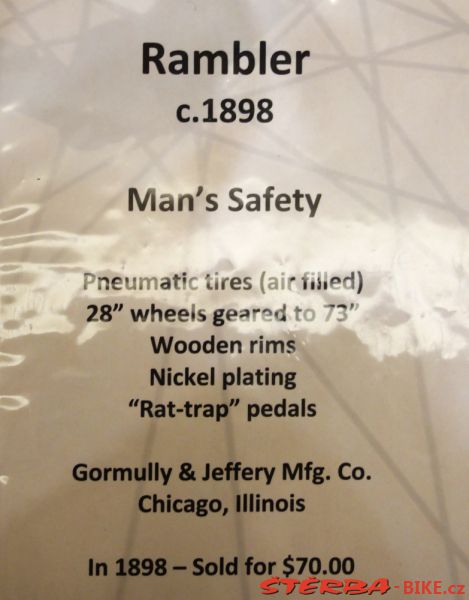 Rambler
c.1898
Man's Safety
Pneumatic tires (air filled)
28” wheels geared to 73”
Wooden rims
Nickel plating
“Rat-trap” pedals
Gormully & Jeffery Mfg. Co.
Chicago, Illinois
In 1898 – Sold for $70.00
ŠTĚRBA-BIKE.cz